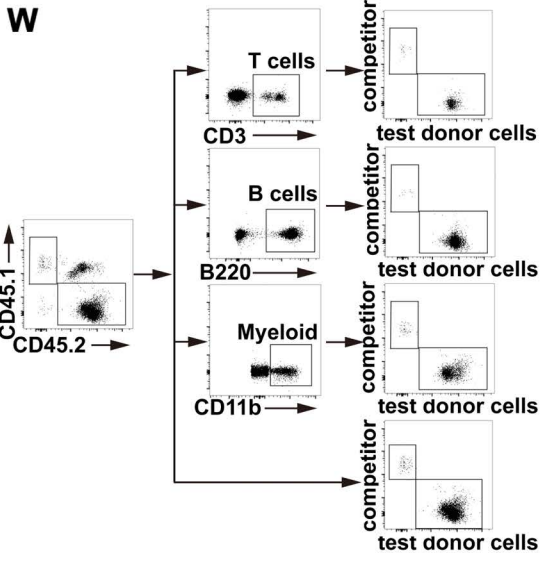 W
T cells
CD3
competitor
test donor cells
CD45.1
CD45.2
B cells
B220
competitor
test donor cells
Myeloid
CD11b
competitor
test donor cells
competitor
test donor cells